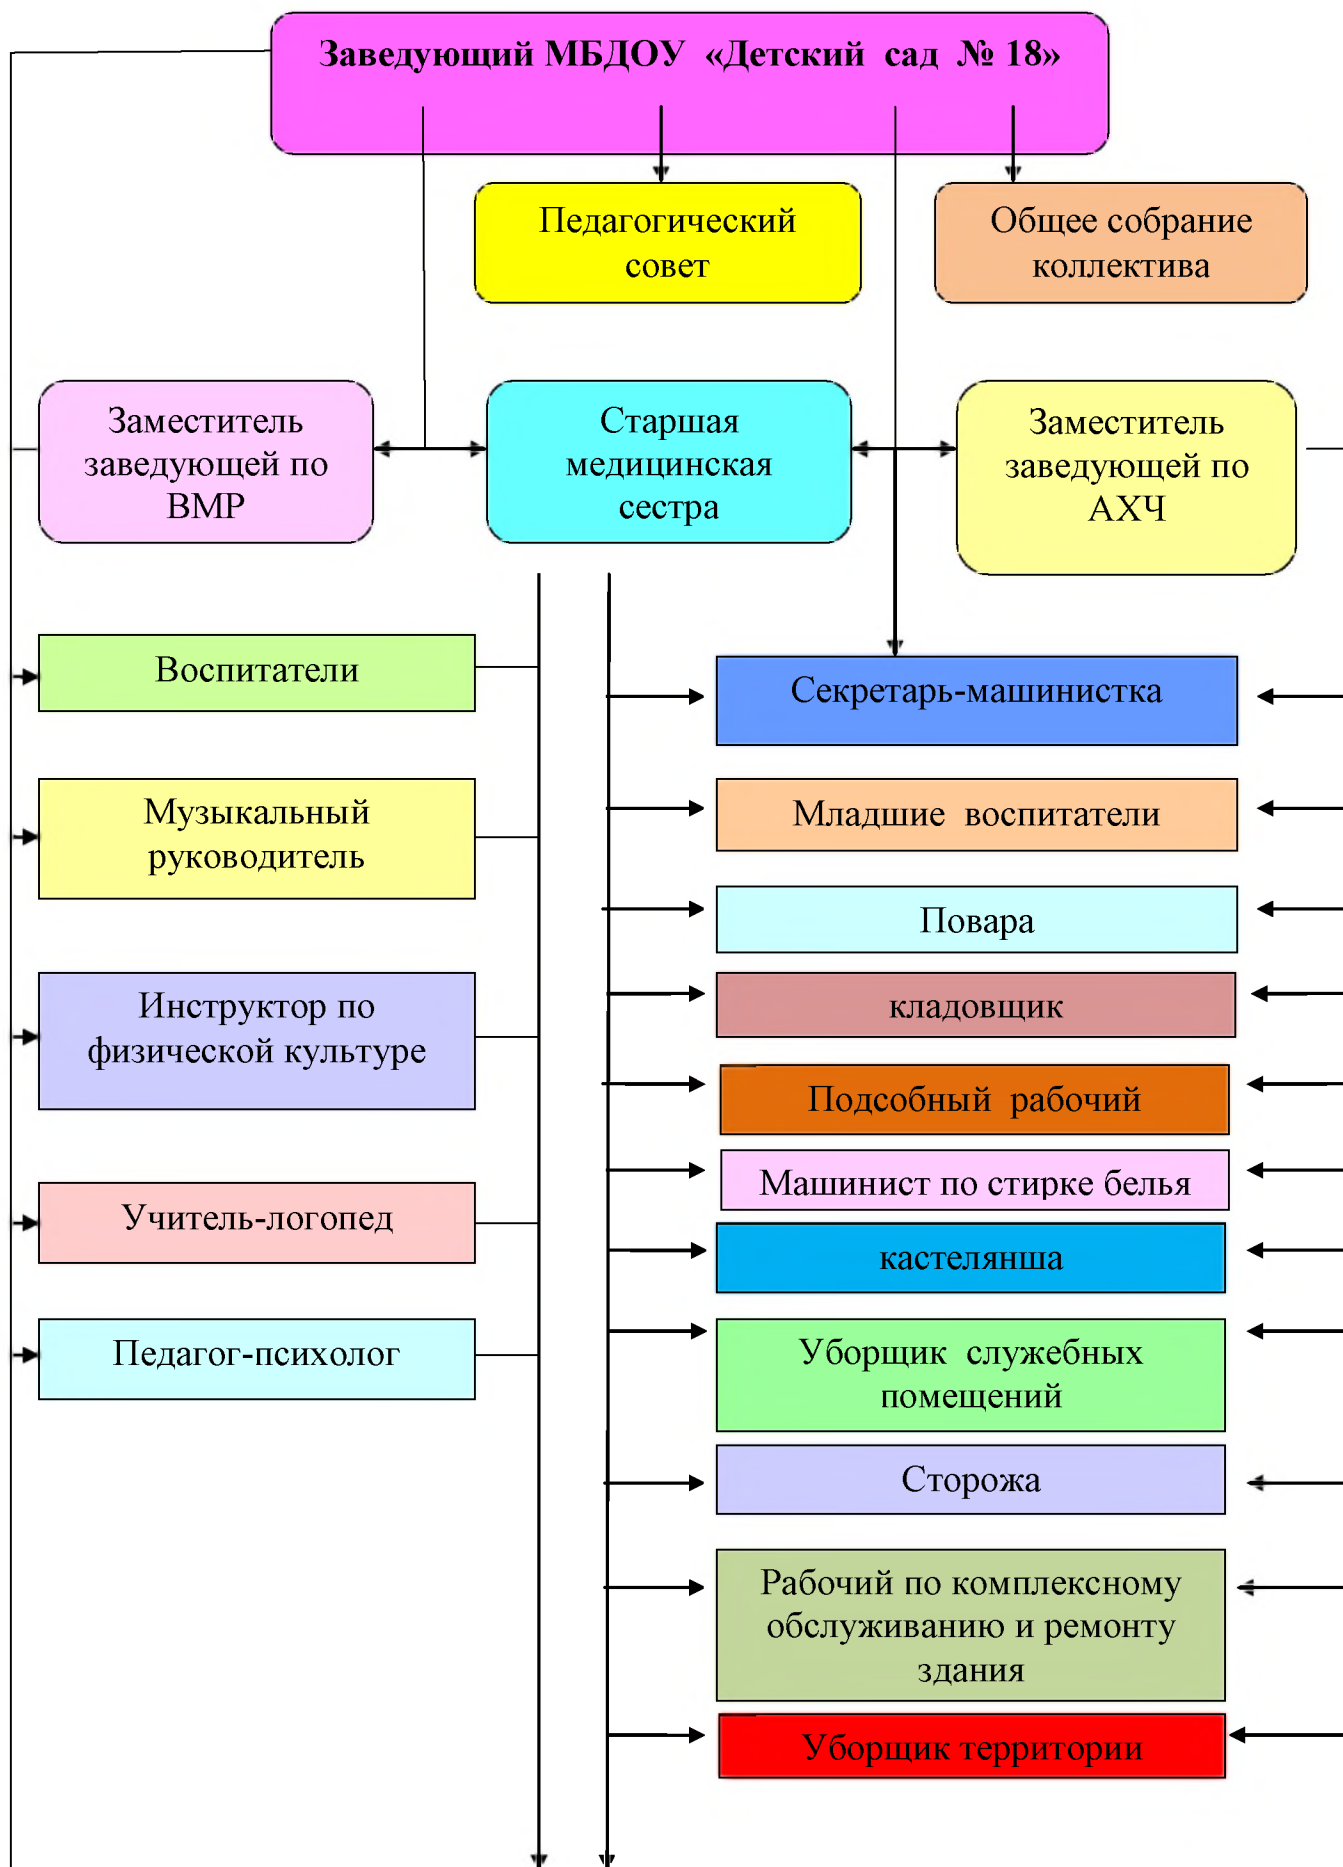 Заведующий МБДОУ «Детский сад № 18»
Педагогический
совет
Общее собрание
коллектива
Заместитель
заведующей по
ВМР
Старшая
медицинская
сестра
Заместитель
заведующей по
АХЧ
Воспитатели
Музыкальный
руководитель
Инструктор по
физической культуре
Учитель-логопед
Педагог-психолог
Секретарь-машинистка
Младшие воспитатели
Повара
кладовщик
Подсобный рабочий
Машинист по стирке белья
кастелянша
Уборщик служебных
помещений
Сторожа
Рабочий по комплексному
обслуживанию и ремонту
здания
Уборщик территории